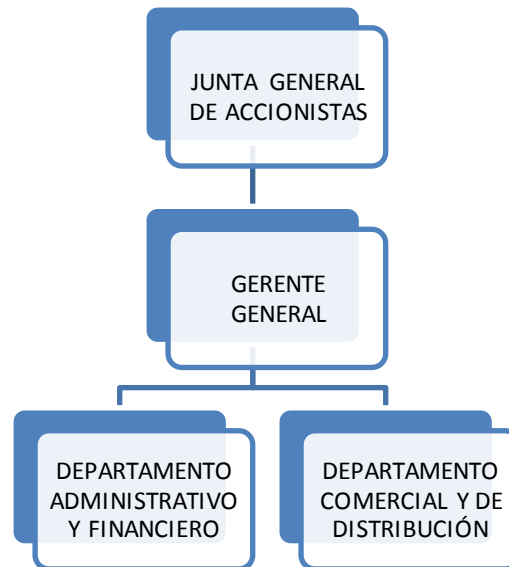 JUNTA GENERAL
DE ACCIONISTAS
GERENTE
GENERAL
DEPARTAMENTO
ADMINISTRATIVO
Y FINANCIERO
DEPARTAMENTO
COMERCIAL Y DE
DISTRIBUCIÓN